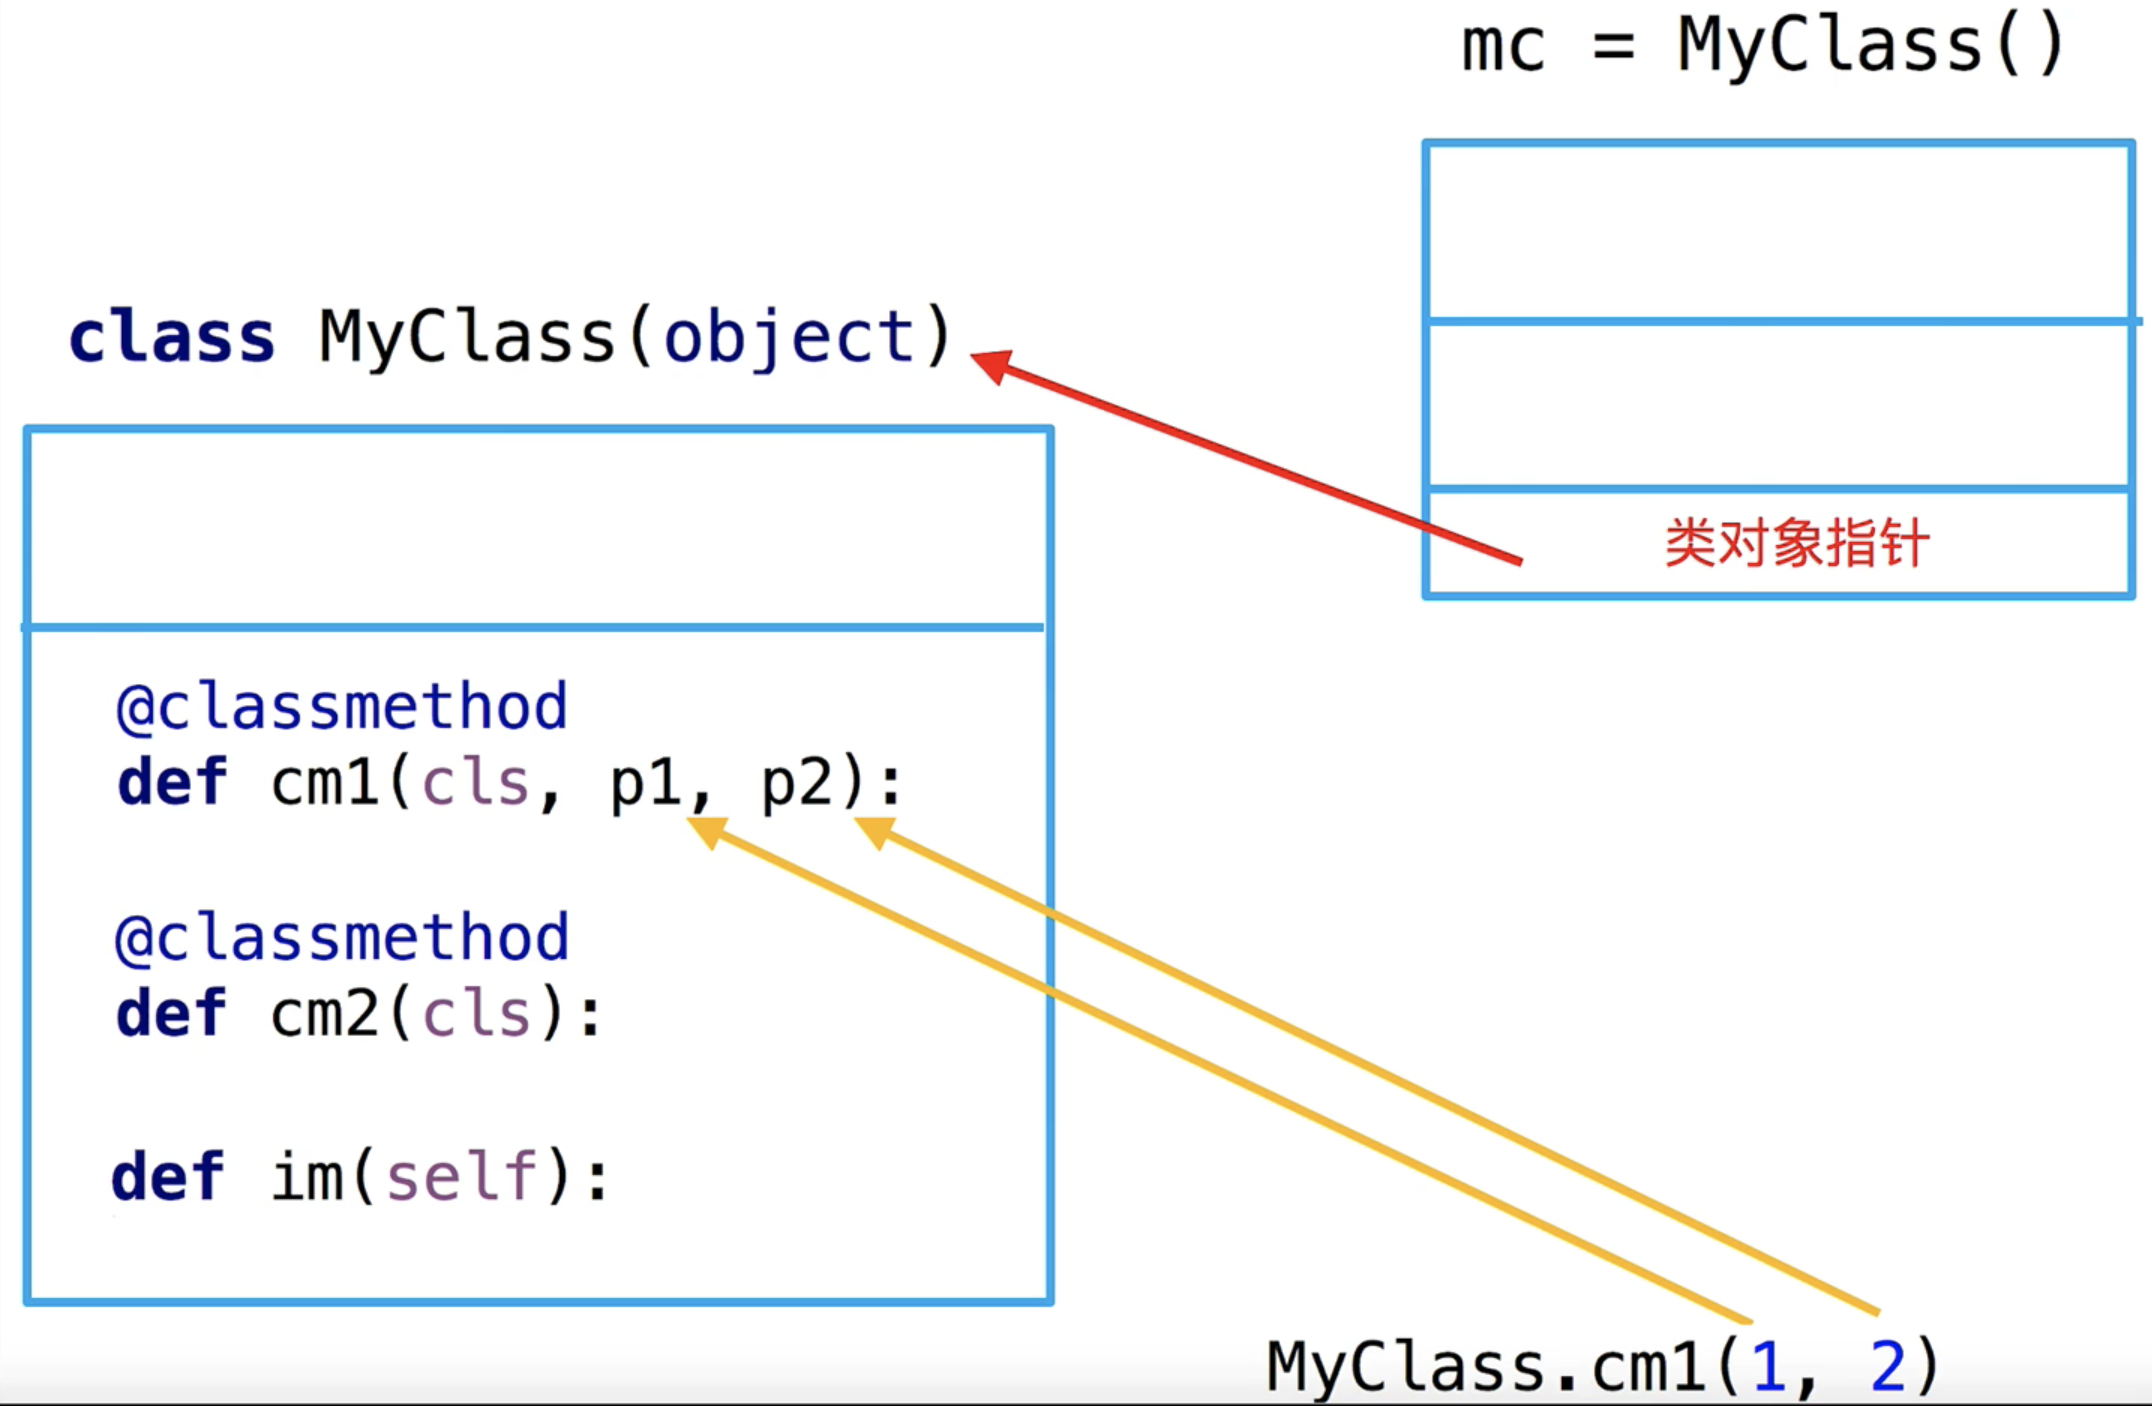 mc = MyClass()
class MyClass(object)
类对象指针
@classmethod
def cm1(cls, p1, p2):
@classmethod
def cm2(cls):
def im(self):
MyClass.cm1(1, 2)